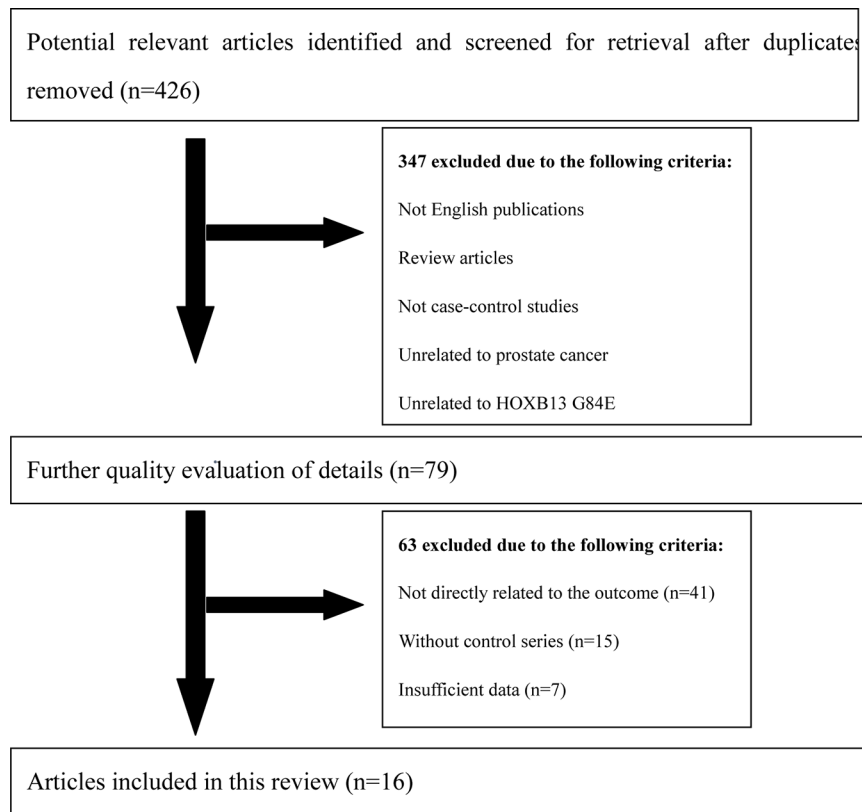 Potential relevant articles identified and screened for retrieval after duplicates
removed (n=426)
347 excluded due to the following criteria:
Not English publications
Review articles
Not case-control studies
Unrelated to prostate cancer
Unrelated to HOXB13 G84E
Further quality evaluation of details (n=79)
63 excluded due to the following criteria:
Not directly related to the outcome (n=41)
Without control series (n=15)
Insufficient data (n=7)
Articles included in this review (n=16)